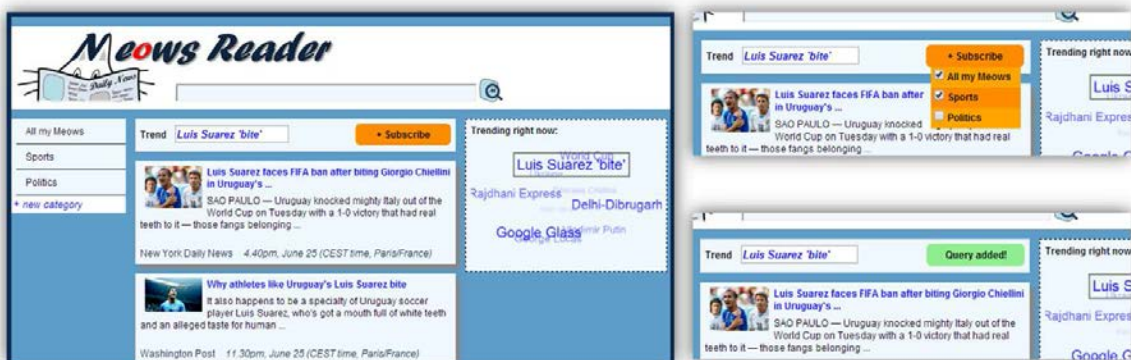 Meows Reader
Daily News
All my Meows
Sports
Politics
+ new category
Trend Luis Suarez 'bite'
+ Subscribe
Luis Suarez faces FIFA ban after biting Giorgio Chiellini
in Uruguay's ...
SAO PAULO — Uruguay knocked mighty Italy out of the
World Cup on Tuesday with a 1-0 victory that had real
teeth to it — those fangs belonging ...
New York Daily News 4.40pm, June 25 (CEST time, Paris/France)
Why athletes like Uruguay's Luis Suarez bite
It also happens to be a specialty of Uruguay soccer
player Luis Suarez, who's got a mouth full of white teeth
and an alleged taste for human ...
Washington Post 11.30pm, June 25 (CEST time, Paris/France)
Trending right now:
World Cup
Luis Suarez 'bite'
Rajdhani Express
Delhi-Dibrugarh
Vladimir Putin
Google Glass
George Lucas
Trend Luis Suarez 'bite'
+ Subscribe
All my Meows
Sports
Politics
Luis Suarez faces FIFA ban after
in Uruguay's ...
SAO PAULO — Uruguay knocked
World Cup on Tuesday with a 1-0 victory that had real
teeth to it — those fangs belonging ...
Trending right now
Luis S
Rajdhani Expres
Google G
Trend Luis Suarez 'bite'
Query added!
Luis Suarez faces FIFA ban after biting Giorgio Chiellini
in Uruguay's ...
SAO PAULO — Uruguay knocked mighty Italy out of the
World Cup on Tuesday with a 1-0 victory that had real
teeth to it — those fangs belonging ...
Trending right now
Luis S
Rajdhani Expres
Google G